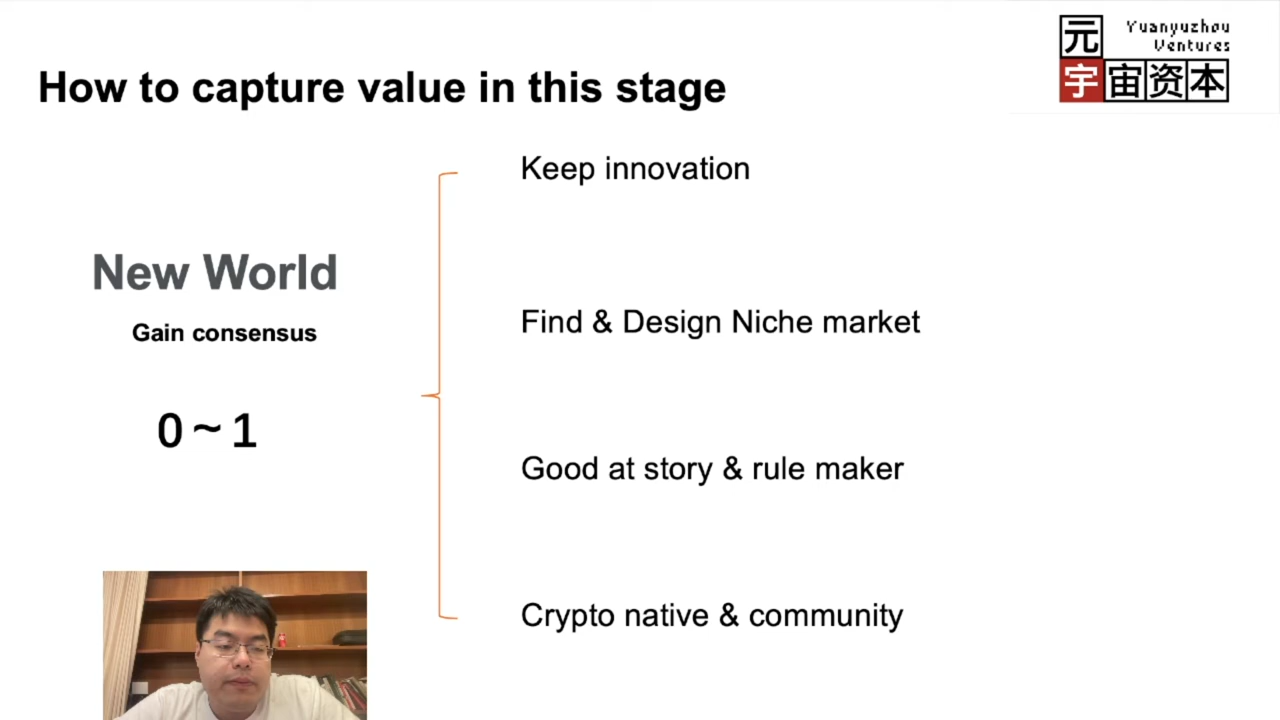 Yuanyuzhou
Ventures
元
宇宙资本
How to capture value in this stage
Keep innovation
New World
Find & Design Niche market
Gain consensus
0 ~ 1
Good at story & rule maker
Crypto native & community